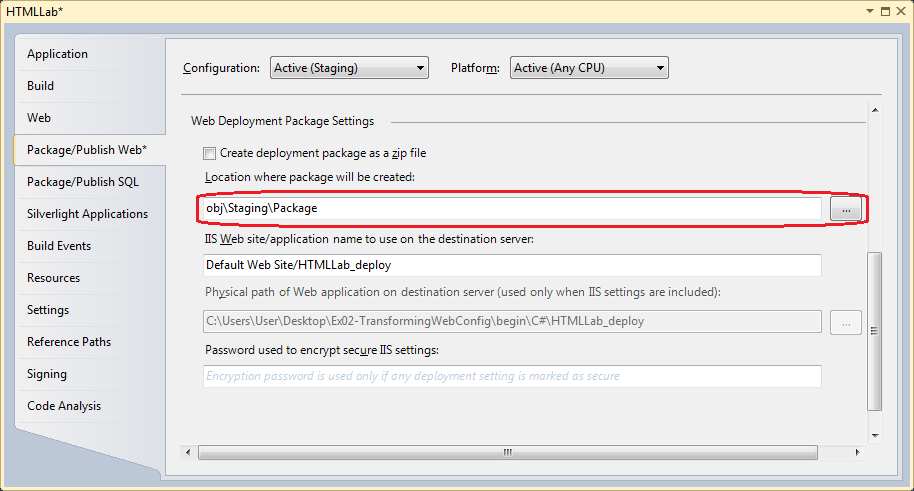 HTMLLab*
Application
Build
Web
Package/Publish Web*
Package/Publish SQL
Silverlight Applications
Build Events
Resources
Settings
Reference Paths
Signing
Code Analysis
Configuration: Active (Staging) Platform: Active (Any CPU)
Web Deployment Package Settings
Create deployment package as a zip file
Location where package will be created:
obj\Staging\Package ...
IIS Web site/application name to use on the destination server:
Default Web Site/HTMLLab_deploy
Physical path of Web application on destination server (used only when IIS settings are included):
C:\Users\User\Desktop\Ex02-TransformingWebConfig\begin\C#\HTMLLab_deploy ...
Password used to encrypt secure IIS settings:
Encryption password is used only if any deployment setting is marked as secure